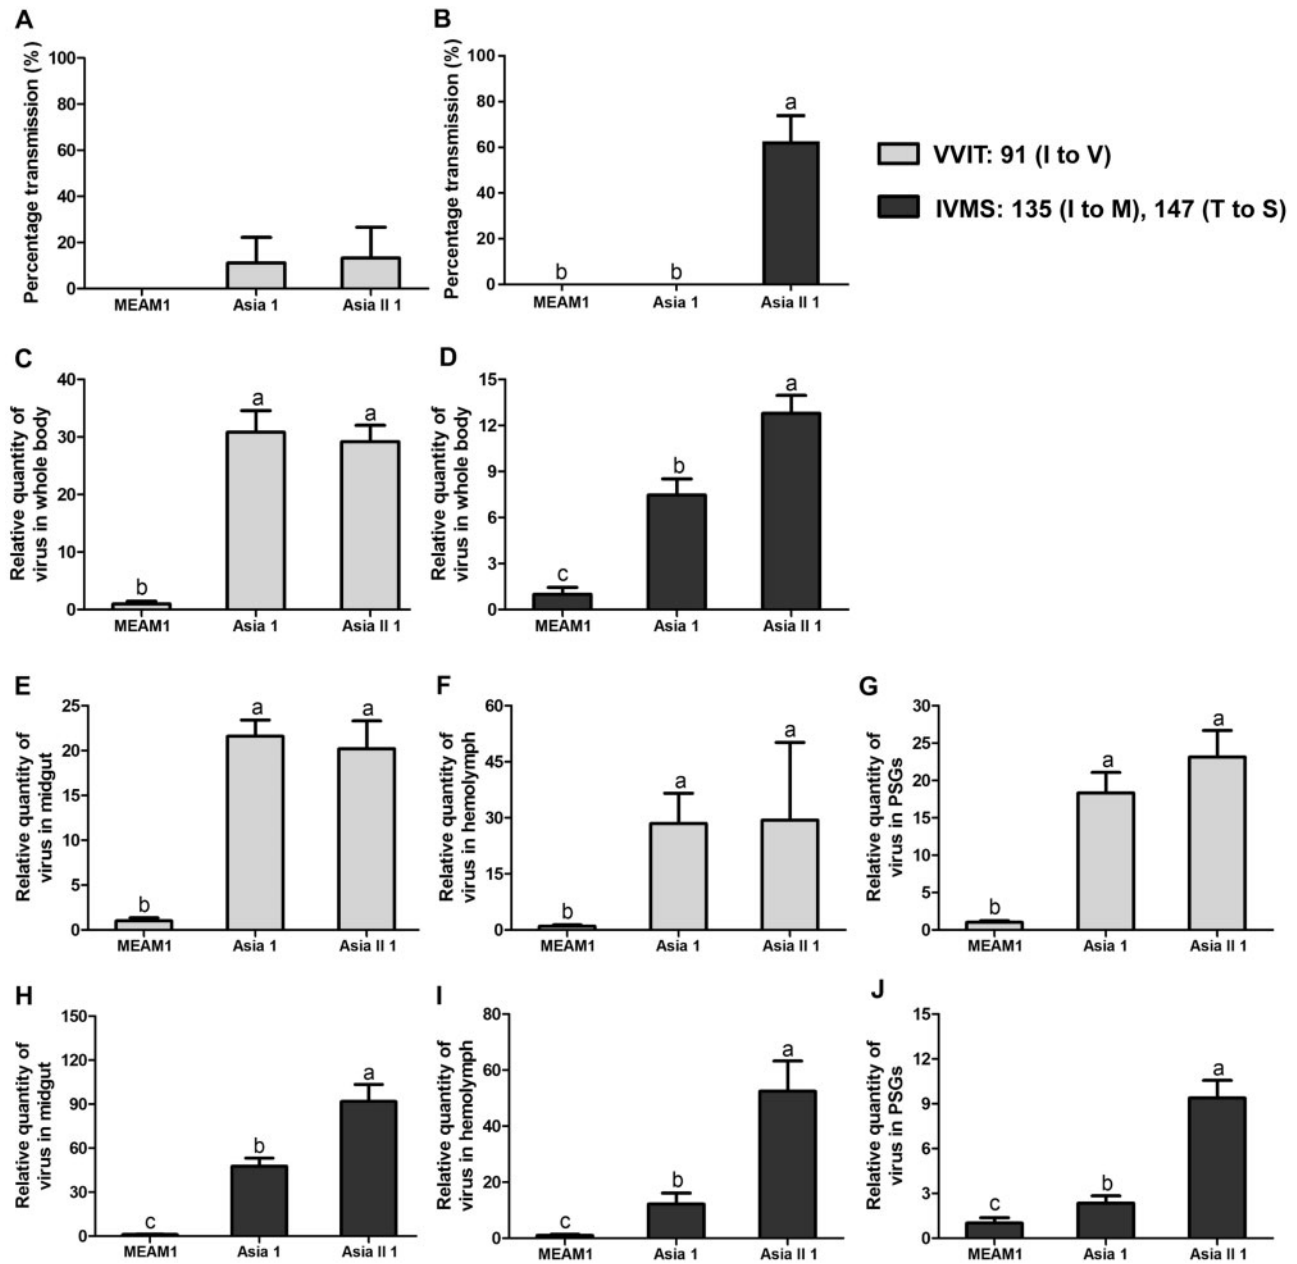 A
Percentage transmission (%)
100
80
60
40
20
0
MEAM1 Asia 1 Asia II 1
B
Percentage transmission (%)
100
80
60
40
20
0
b b a
MEAM1 Asia 1 Asia II 1
VVIT: 91 (I to V)
IVMS: 135 (I to M), 147 (T to S)
C
Relative quantity of
virus in whole body
40
30
20
10
0
b a a
MEAM1 Asia 1 Asia II 1
D
Relative quantity of
virus in whole body
15
12
9
6
3
0
c b a
MEAM1 Asia 1 Asia II 1
E
Relative quantity of
virus in midgut
25
20
15
10
5
0
b a a
MEAM1 Asia 1 Asia II 1
F
Relative quantity of
virus in hemolymph
60
45
30
15
0
b a a
MEAM1 Asia 1 Asia II 1
G
Relative quantity of
virus in PSGs
30
25
20
15
10
5
0
b a a
MEAM1 Asia 1 Asia II 1
H
Relative quantity of
virus in midgut
150
120
90
60
30
0
c b a
MEAM1 Asia 1 Asia II 1
I
Relative quantity of
virus in hemolymph
80
60
40
20
0
c b a
MEAM1 Asia 1 Asia II 1
J
Relative quantity of
virus in PSGs
15
12
9
6
3
0
c b a
MEAM1 Asia 1 Asia II 1